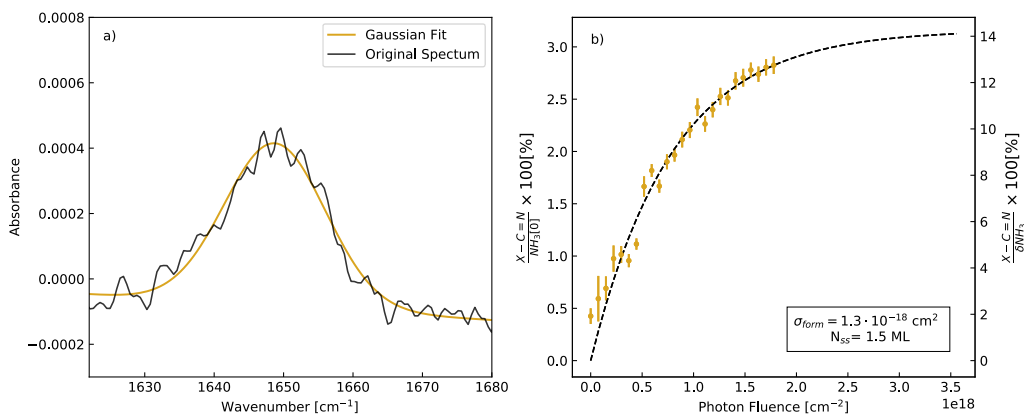 a)
Gaussian Fit
Original Spectum
0.0008
0.0006
0.0004
0.0002
0.0000
−0.0002
Absorbance
1630
1640
1650
1660
1670
1680
Wavenumber [cm⁻¹]
b)
3.0
2.5
2.0
1.5
1.0
0.5
0.0
X − C = N / NH₃[0] × 100[%]
14
12
10
8
6
4
2
0
X − C = N / δNH₃ × 100[%]
σ_form = 1.3 · 10⁻¹⁸ cm²
N_ss= 1.5 ML
0.0
0.5
1.0
1.5
2.0
2.5
3.0
3.5
1e18
Photon Fluence [cm⁻²]